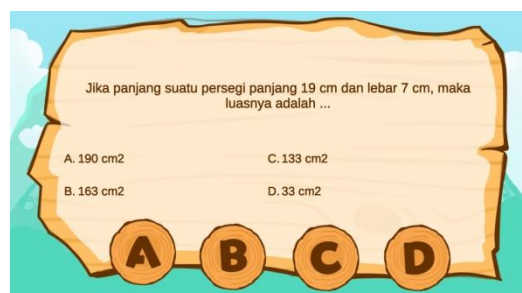 Jika panjang suatu persegi panjang 19 cm dan lebar 7 cm, maka
luasnya adalah ...
A. 190 cm2
C. 133 cm2
B. 163 cm2
D. 33 cm2
A B C D